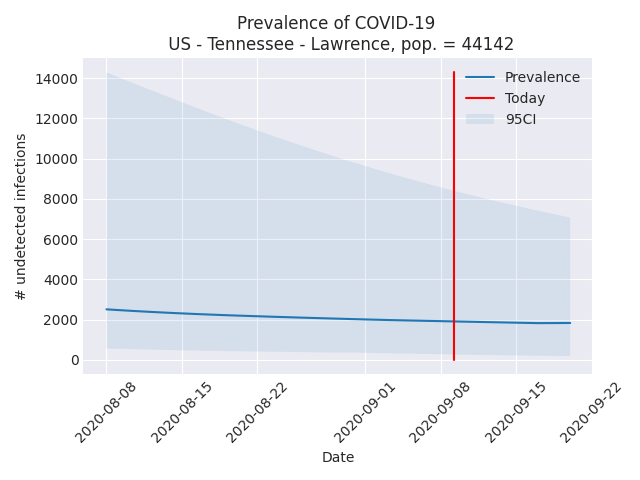 Prevalence of COVID-19
US - Tennessee - Lawrence, pop. = 44142
Prevalence
Today
95CI
# undetected infections
14000
12000
10000
8000
6000
4000
2000
0
2020-08-08
2020-08-15
2020-08-22
2020-09-01
2020-09-08
2020-09-15
2020-09-22
Date